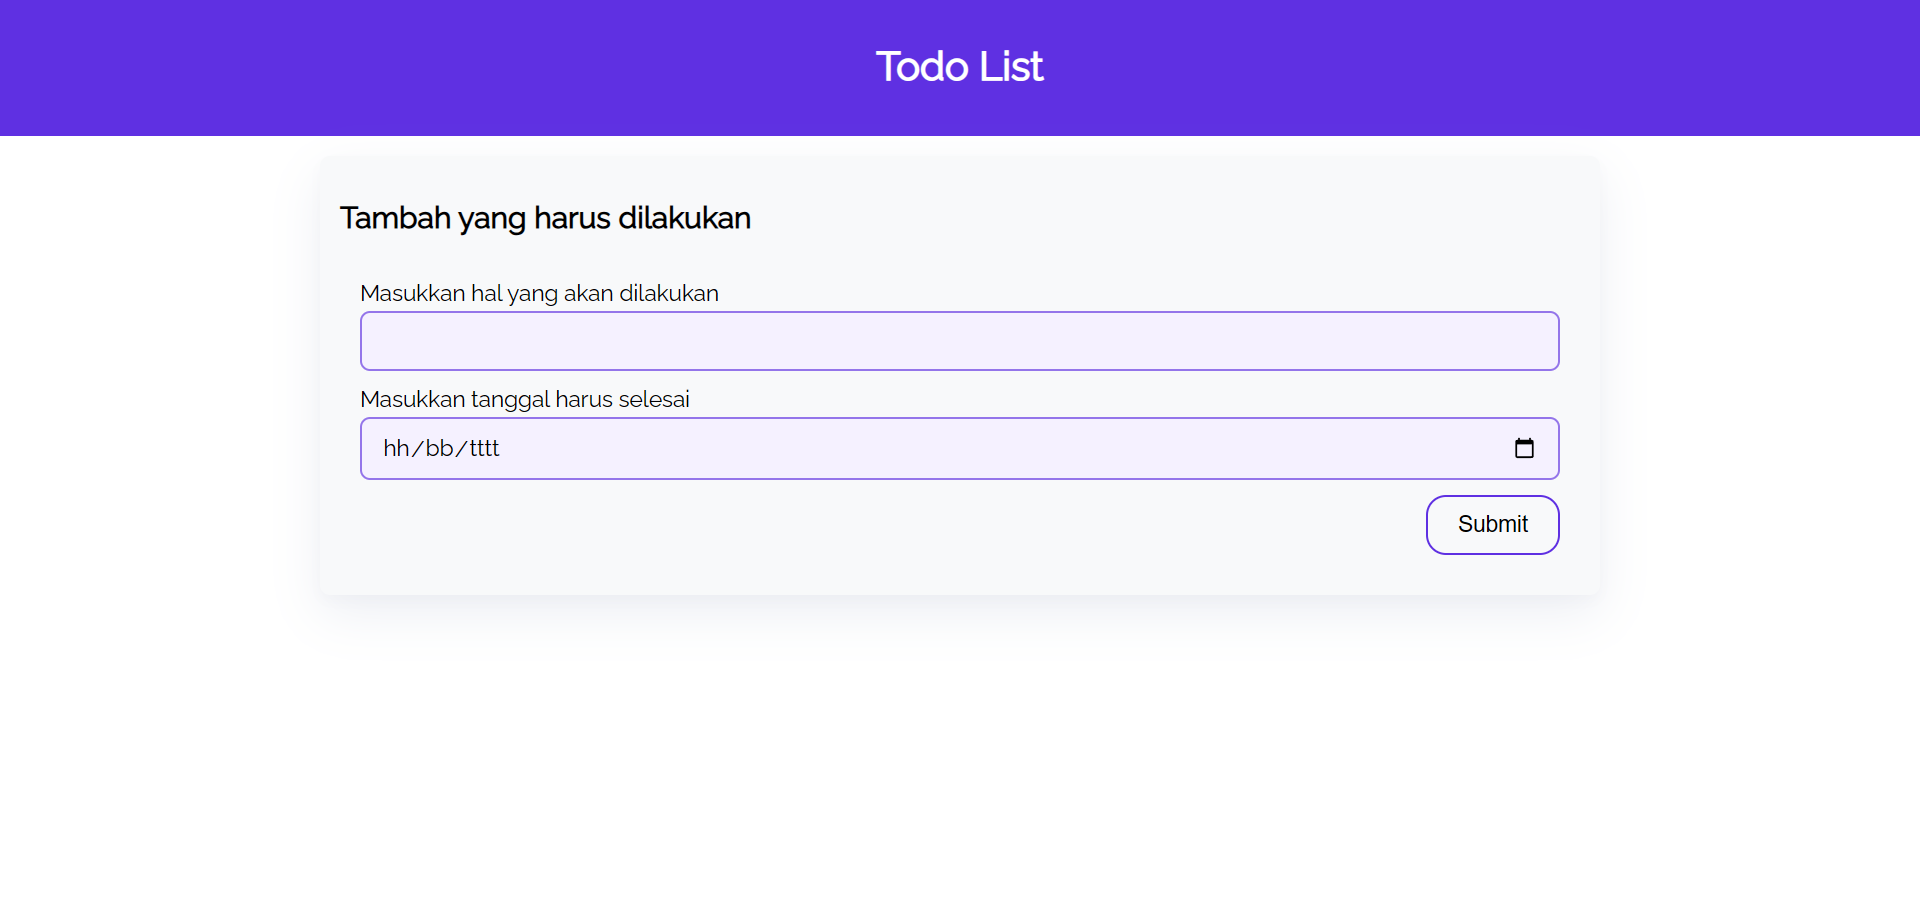 Todo List
Tambah yang harus dilakukan
Masukkan hal yang akan dilakukan
Masukkan tanggal harus selesai
hh/bb/tttt
Submit